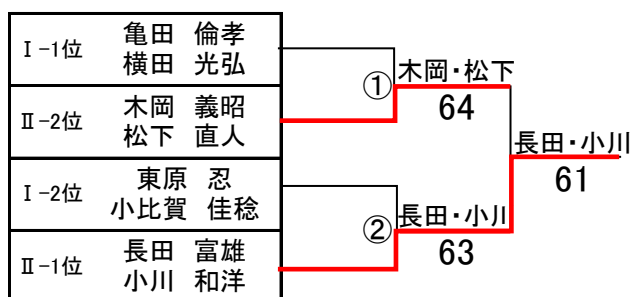 Ⅰ-1位
亀田 倫孝
横田 光弘
Ⅱ-2位
木岡 義昭
松下 直人
Ⅰ-2位
東原 忍
小比賀 佳稔
Ⅱ-1位
長田 富雄
小川 和洋
①
木岡・松下
64
②
長田・小川
63
長田・小川
61